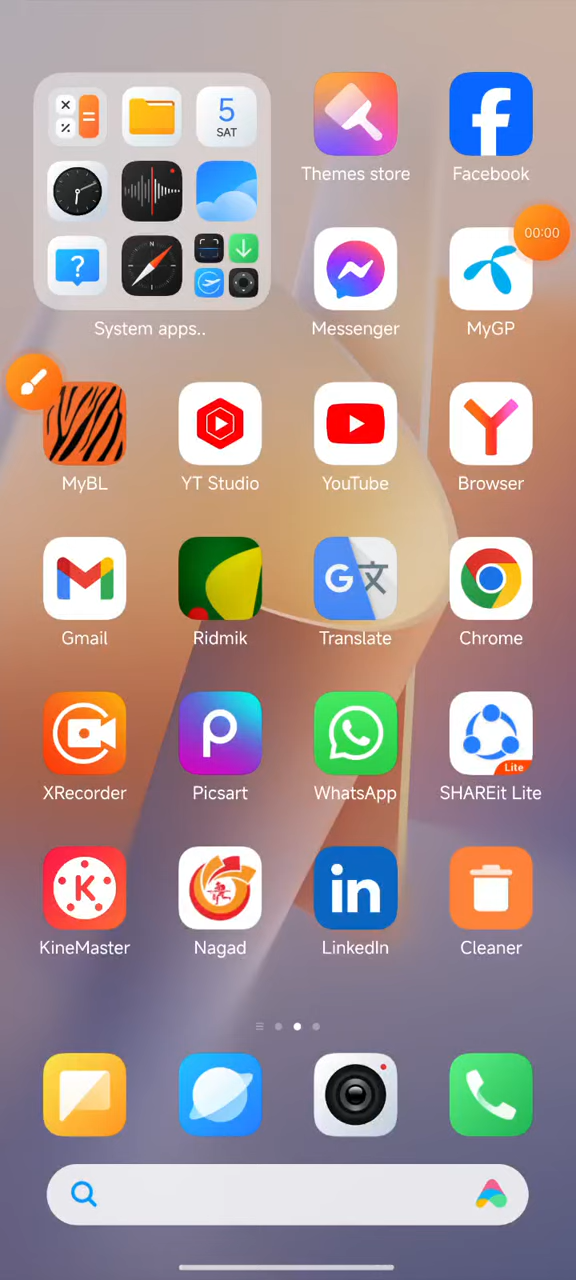 5
SAT
Themes store
Facebook
00:00
System apps..
Messenger
MyGP
MyBL
YT Studio
YouTube
Browser
Gmail
Ridmik
Translate
Chrome
Lite
XRecorder
Picsart
WhatsApp
SHAREit Lite
KineMaster
Nagad
LinkedIn
Cleaner